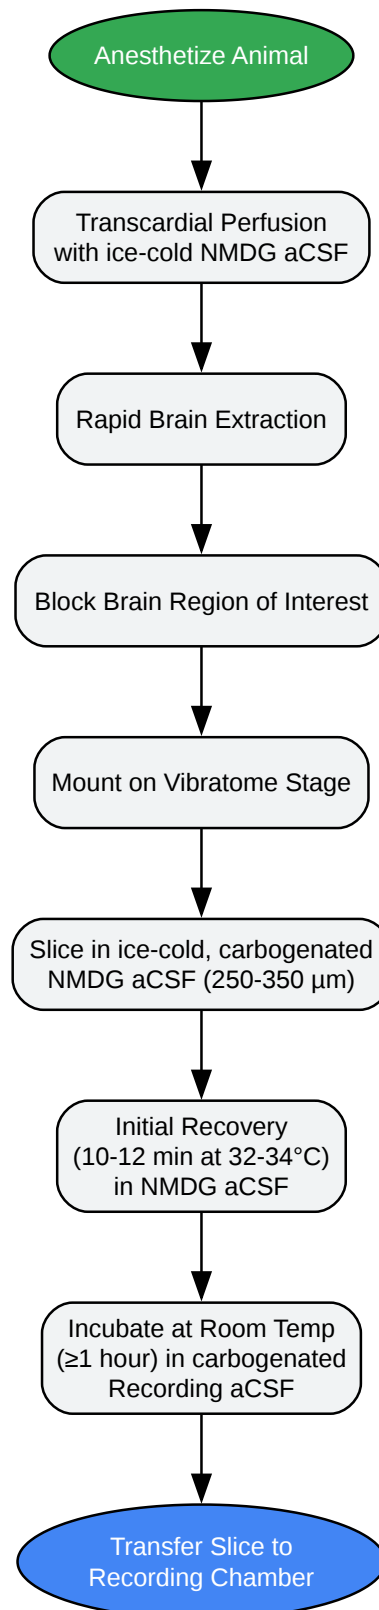 Anesthetize Animal
Transcardial Perfusion
with ice-cold NMDG aCSF
Rapid Brain Extraction
Block Brain Region of Interest
Mount on Vibratome Stage
Slice in ice-cold, carbogenated
NMDG aCSF (250-350 µm)
Initial Recovery
(10-12 min at 32-34°C)
in NMDG aCSF
Incubate at Room Temp
(≥1 hour) in carbogenated
Recording aCSF
Transfer Slice to
Recording Chamber